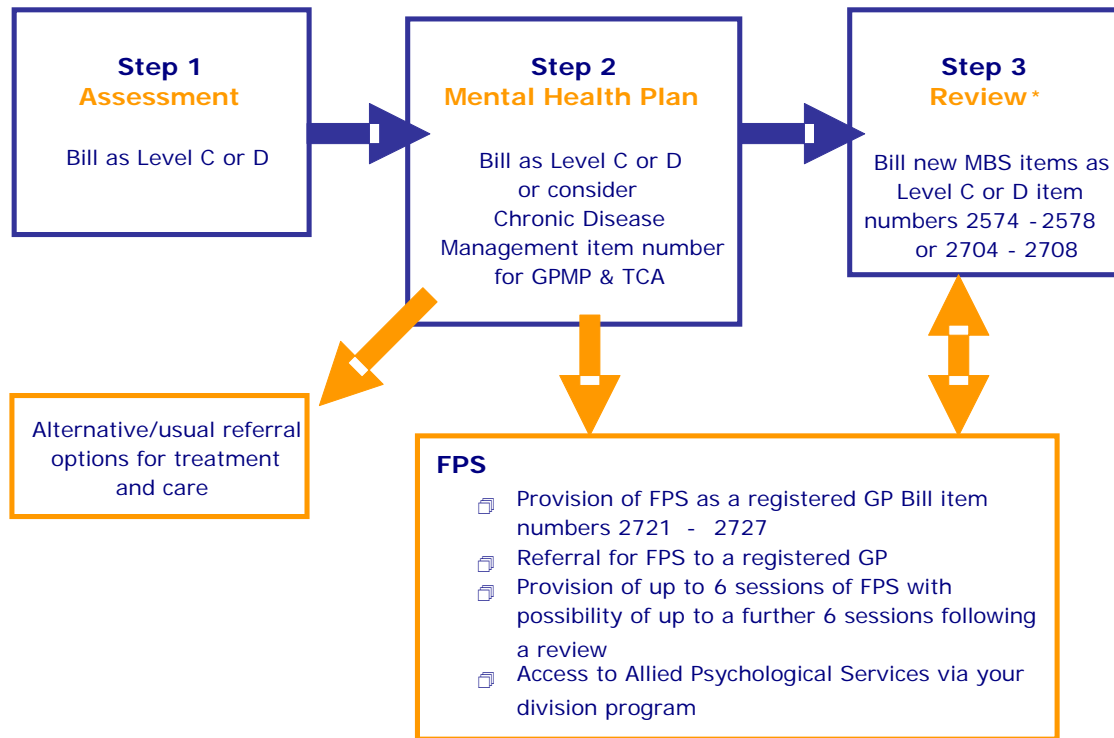 Step 1
Assessment
Bill as Level C or D
Step 2
Mental Health Plan
Bill as Level C or D
or consider
Chronic Disease
Management item number
for GPMP & TCA
Step 3
Review *
Bill new MBS items as
Level C or D item
numbers 2574 - 2578
or 2704 - 2708
Alternative/usual referral
options for treatment
and care
FPS
Provision of FPS as a registered GP Bill item
numbers 2721 - 2727
Referral for FPS to a registered GP
Provision of up to 6 sessions of FPS with
possibility of up to a further 6 sessions following
a review
Access to Allied Psychological Services via your
division program